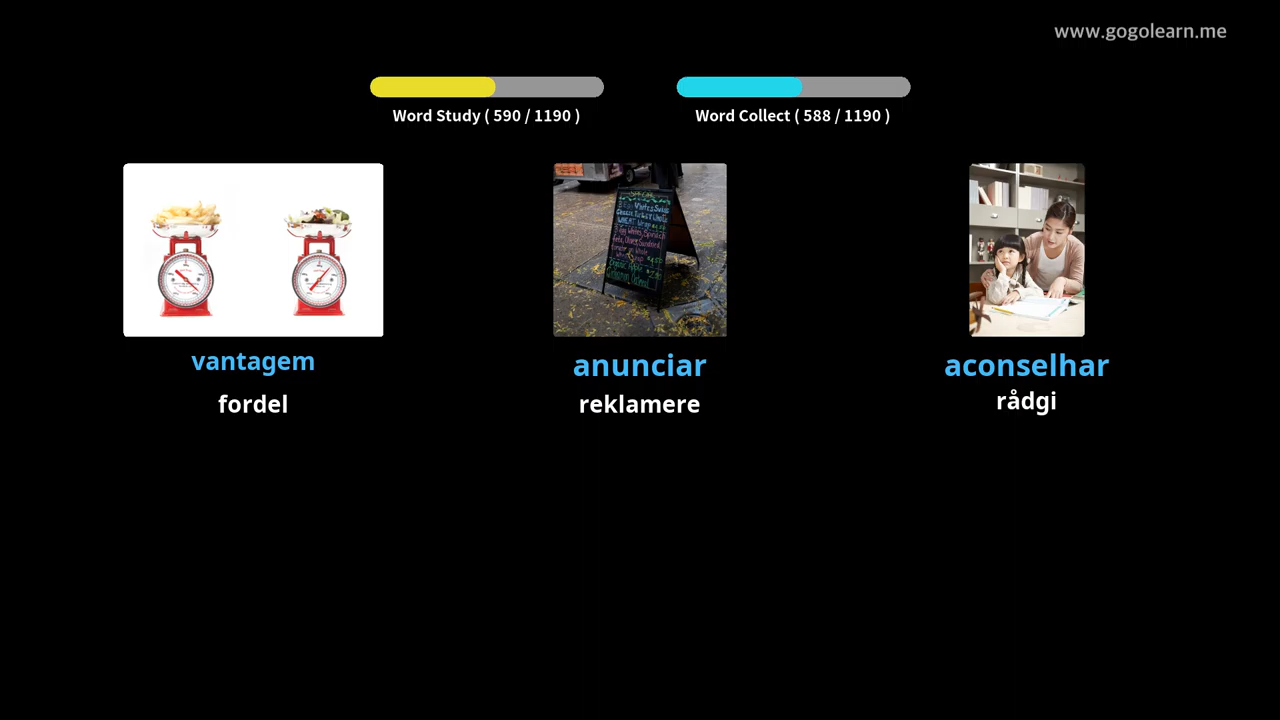 www.gogolearn.me
Word Study ( 590 / 1190 )
Word Collect ( 588 / 1190 )
vantagem
anunciar
aconselhar
fordel
reklamere
rådgi